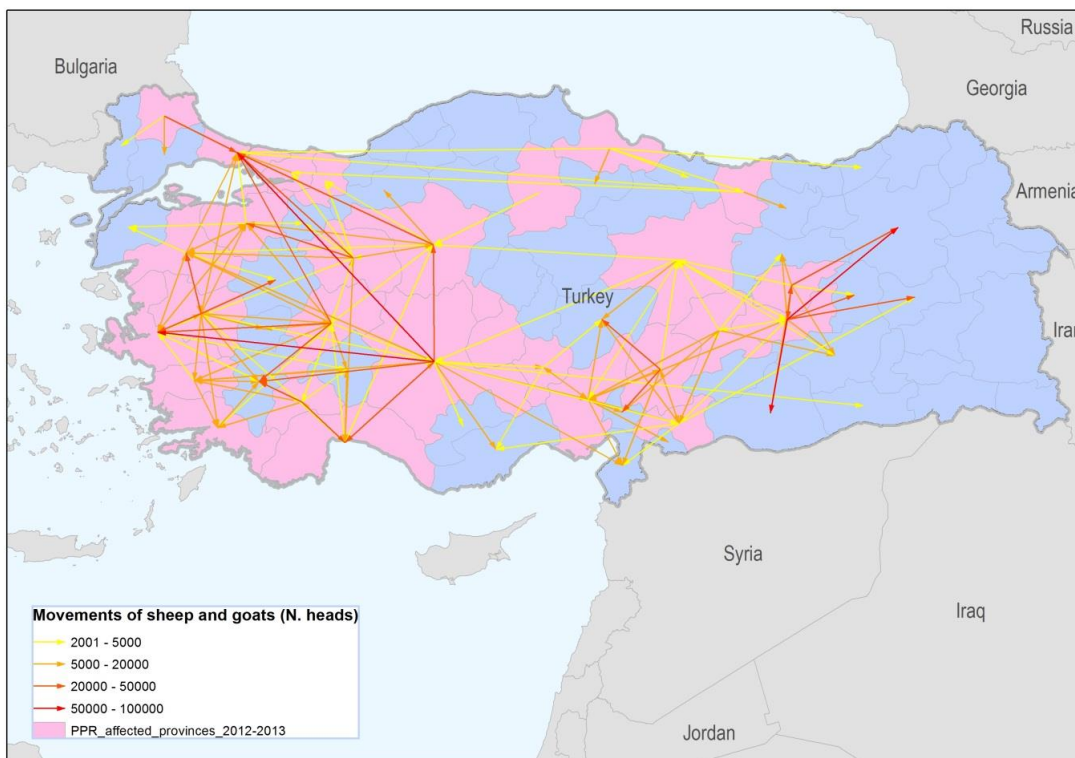 Russia
Bulgaria
Georgia
Armenia
Turkey
Iran
Syria
Iraq
Jordan
Movements of sheep and goats (N. heads)
2001 - 5000
5000 - 20000
20000 - 50000
50000 - 100000
PPR_affected_provinces_2012-2013